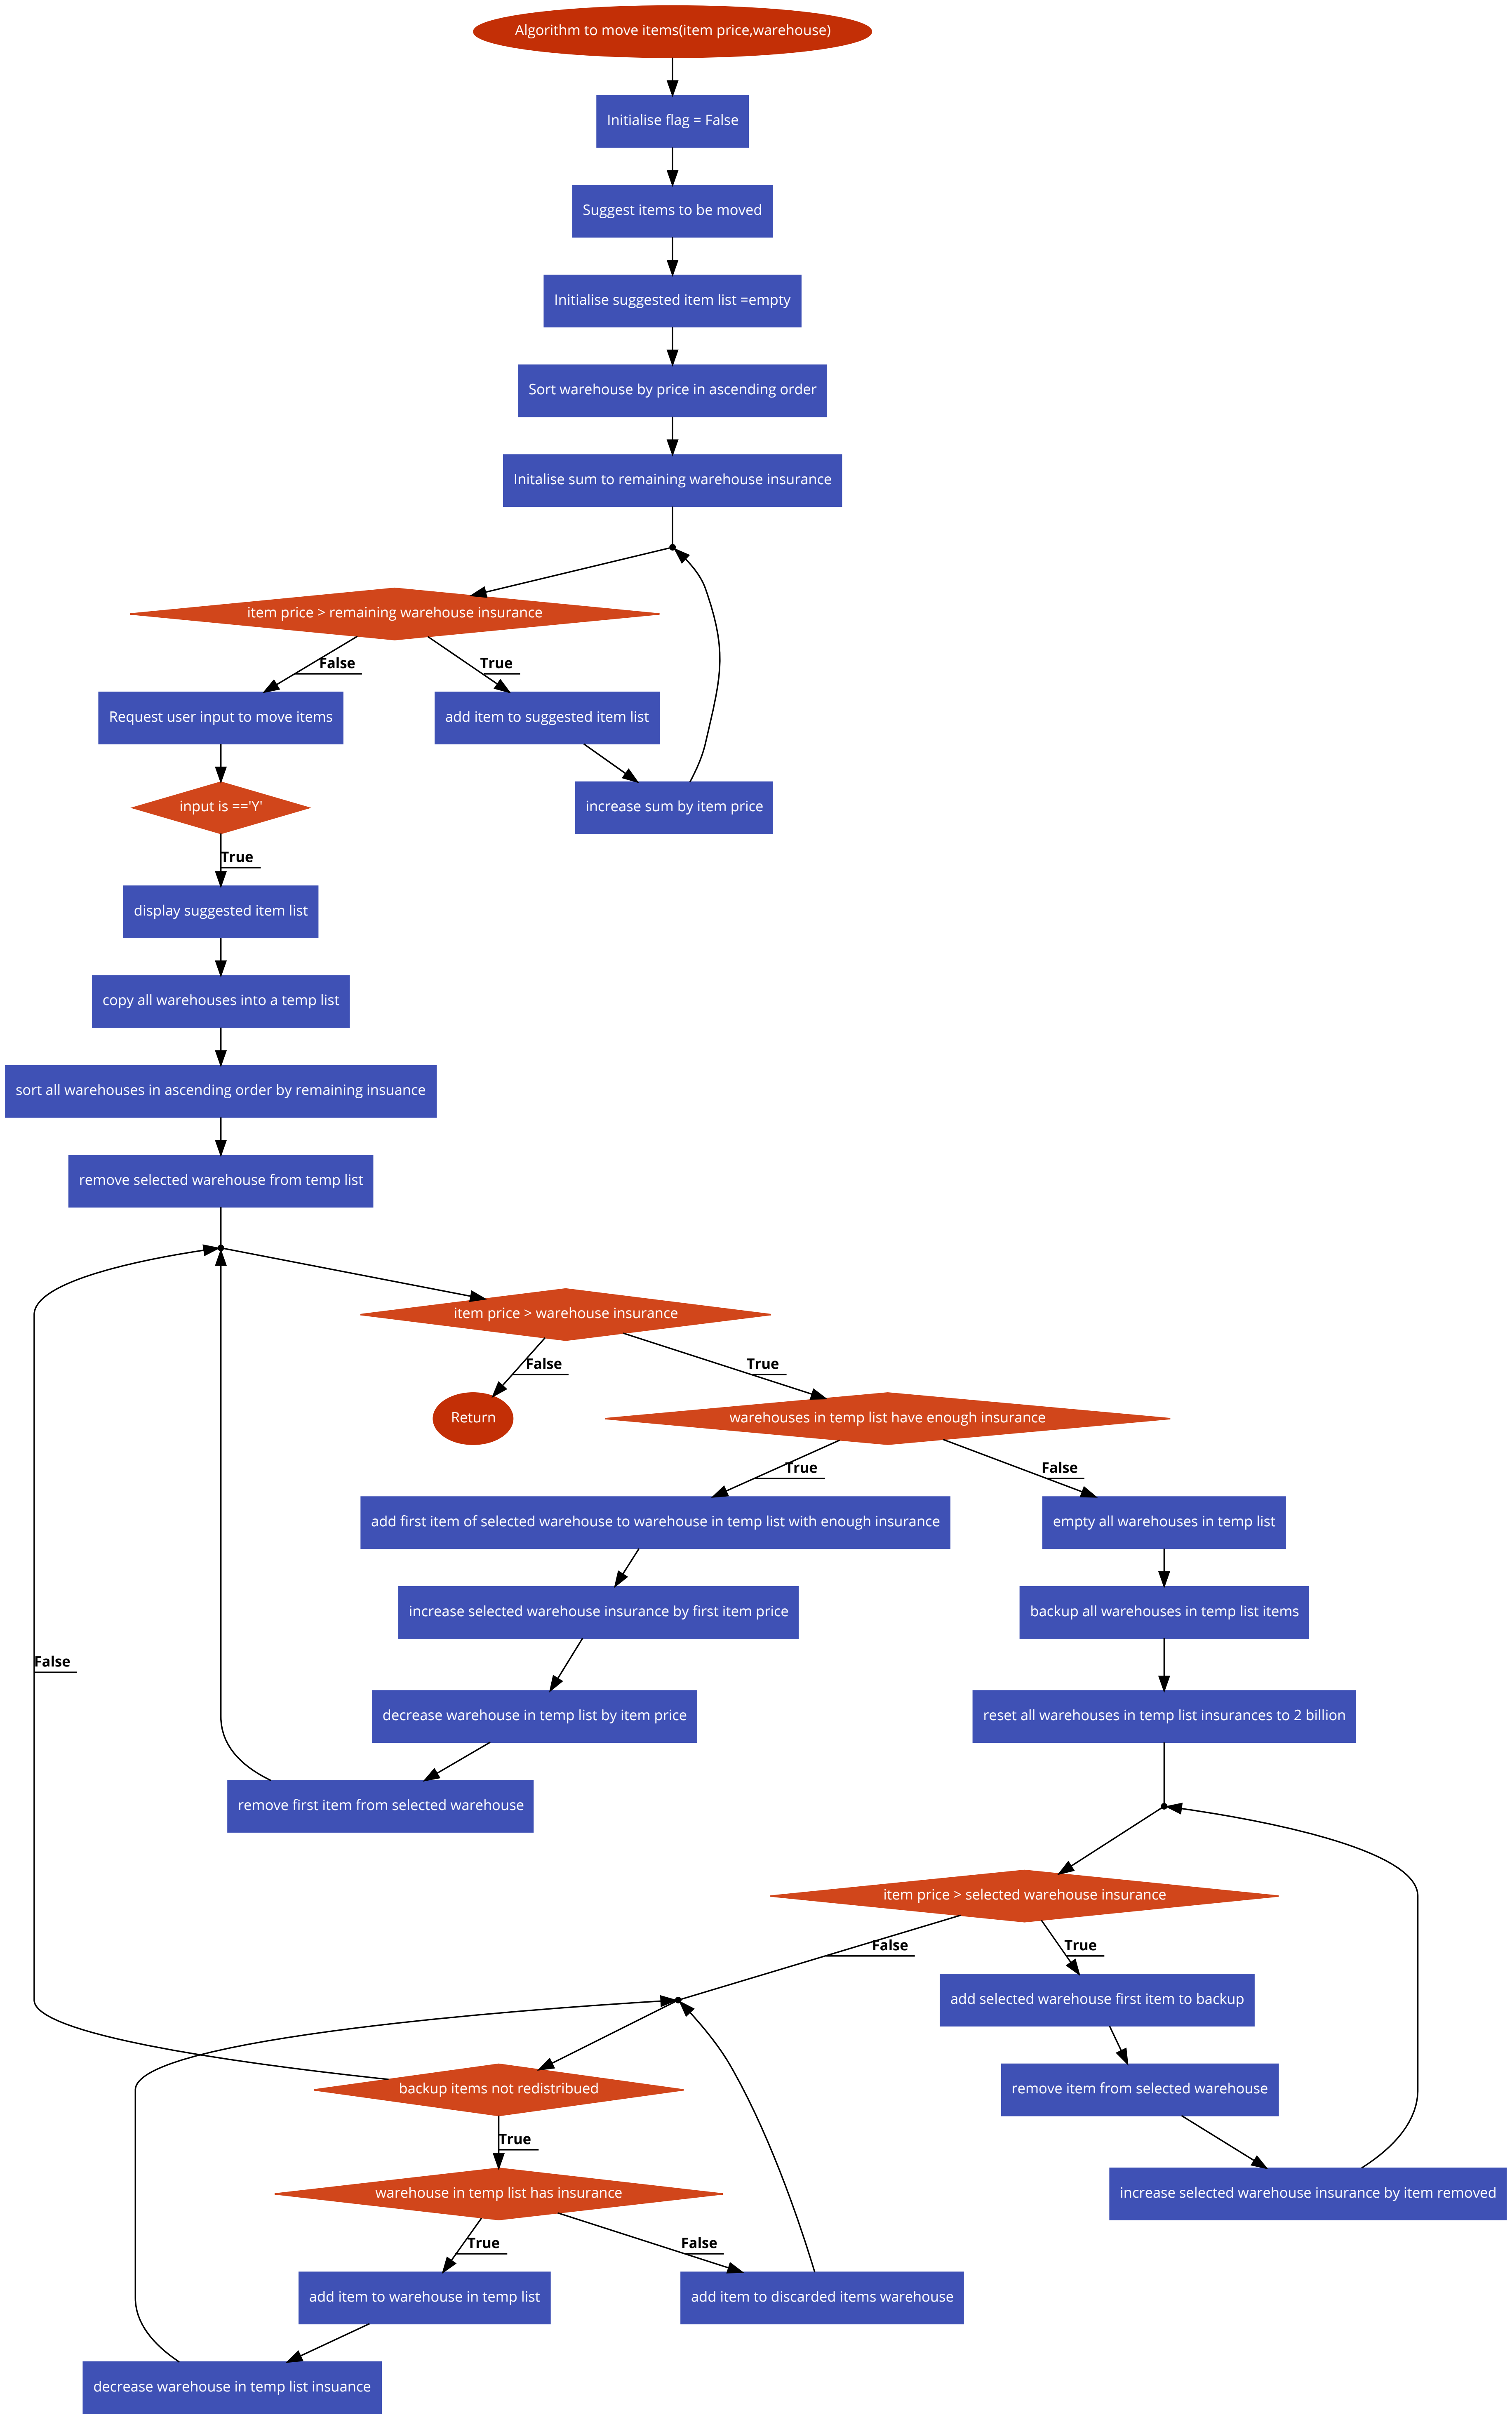 Algorithm to move items(item price,warehouse)
Initialise flag = False
Suggest items to be moved
Initialise suggested item list =empty
Sort warehouse by price in ascending order
Initalise sum to remaining warehouse insurance
item price > remaining warehouse insurance
False
True
Request user input to move items
add item to suggested item list
input is =='Y'
increase sum by item price
True
display suggested item list
copy all warehouses into a temp list
sort all warehouses in ascending order by remaining insuance
remove selected warehouse from temp list
item price > warehouse insurance
False
True
Return
warehouses in temp list have enough insurance
True
False
add first item of selected warehouse to warehouse in temp list with enough insurance
empty all warehouses in temp list
increase selected warehouse insurance by first item price
backup all warehouses in temp list items
False
decrease warehouse in temp list by item price
reset all warehouses in temp list insurances to 2 billion
remove first item from selected warehouse
item price > selected warehouse insurance
False
True
add selected warehouse first item to backup
backup items not redistribued
remove item from selected warehouse
True
warehouse in temp list has insurance
increase selected warehouse insurance by item removed
True
False
add item to warehouse in temp list
add item to discarded items warehouse
decrease warehouse in temp list insuance